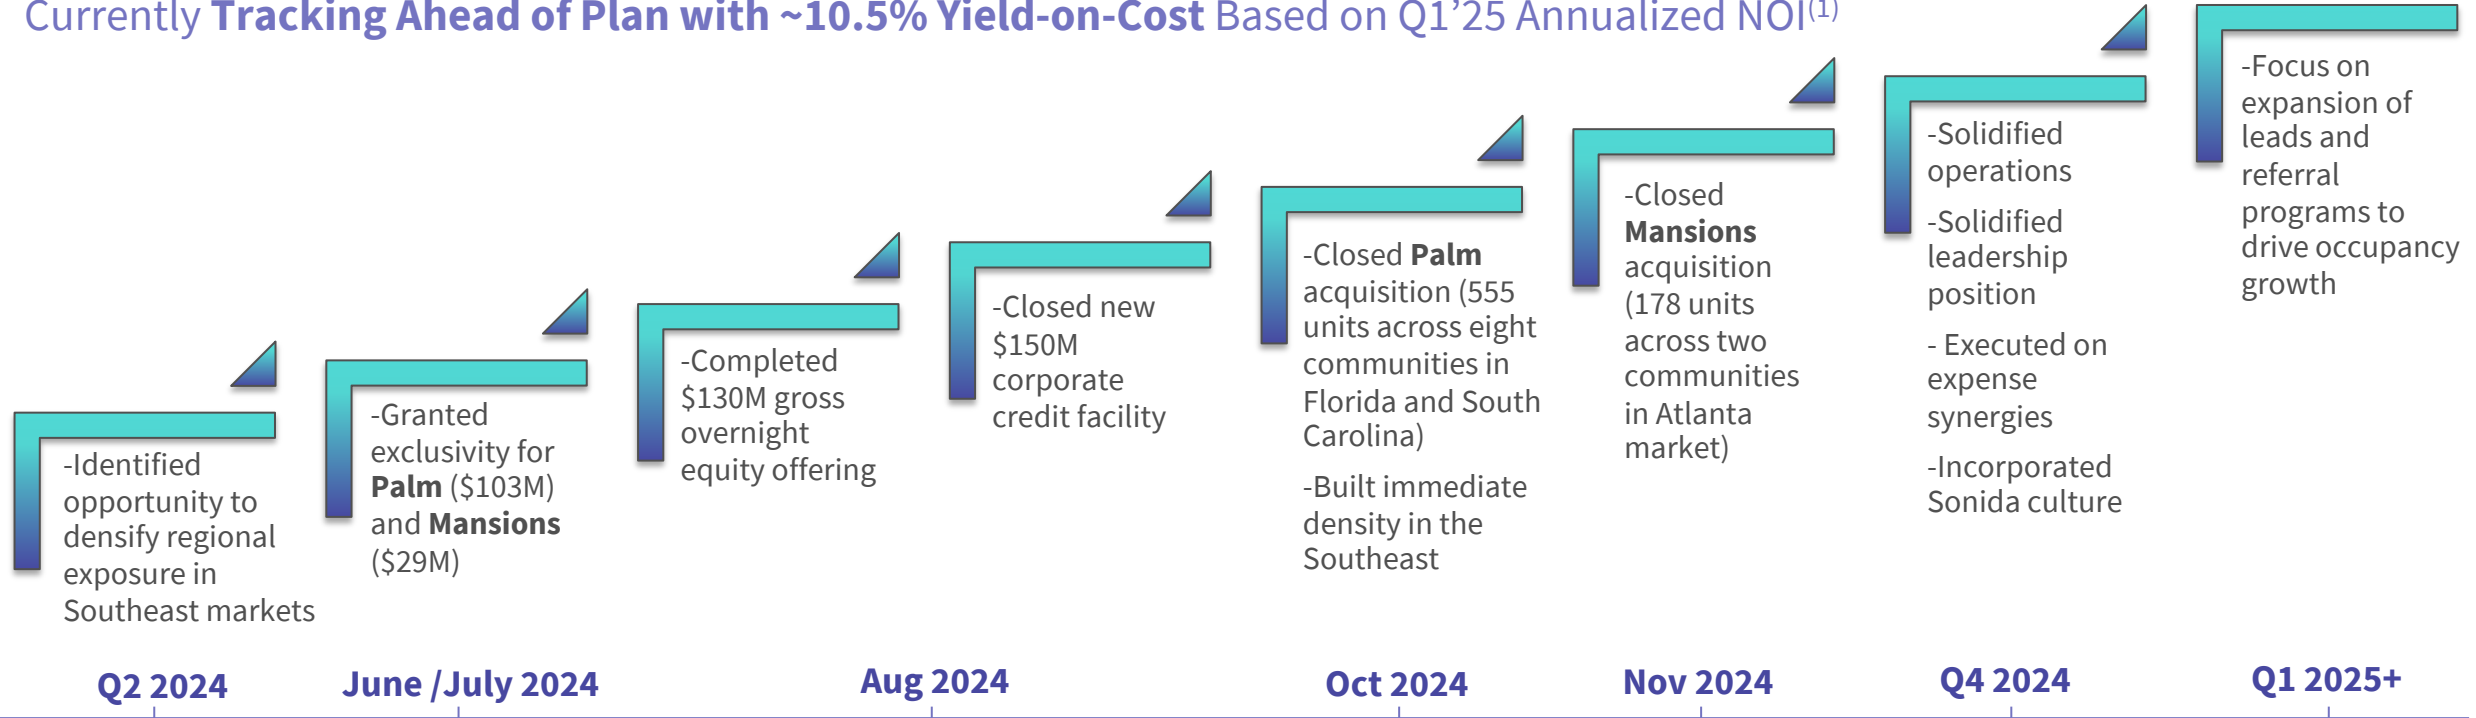 Currently Tracking Ahead of Plan with ~10.5% Yield-on-Cost Based on Q1’25 Annualized NOI(1)
-Identified
opportunity to
densify regional
exposure in
Southeast markets
-Granted
exclusivity for
Palm ($103M)
and Mansions
($29M)
-Completed
$130M gross
overnight
equity offering
-Closed new
$150M
corporate
credit facility
-Closed Palm
acquisition (555
units across eight
communities in
Florida and South
Carolina)
-Built immediate
density in the
Southeast
-Closed
Mansions
acquisition
(178 units
across two
communities
in Atlanta
market)
-Solidified
operations
-Solidified
leadership
position
- Executed on
expense
synergies
-Incorporated
Sonida culture
-Focus on
expansion of
leads and
referral
programs to
drive occupancy
growth
Q2 2024
June /July 2024
Aug 2024
Oct 2024
Nov 2024
Q4 2024
Q1 2025+